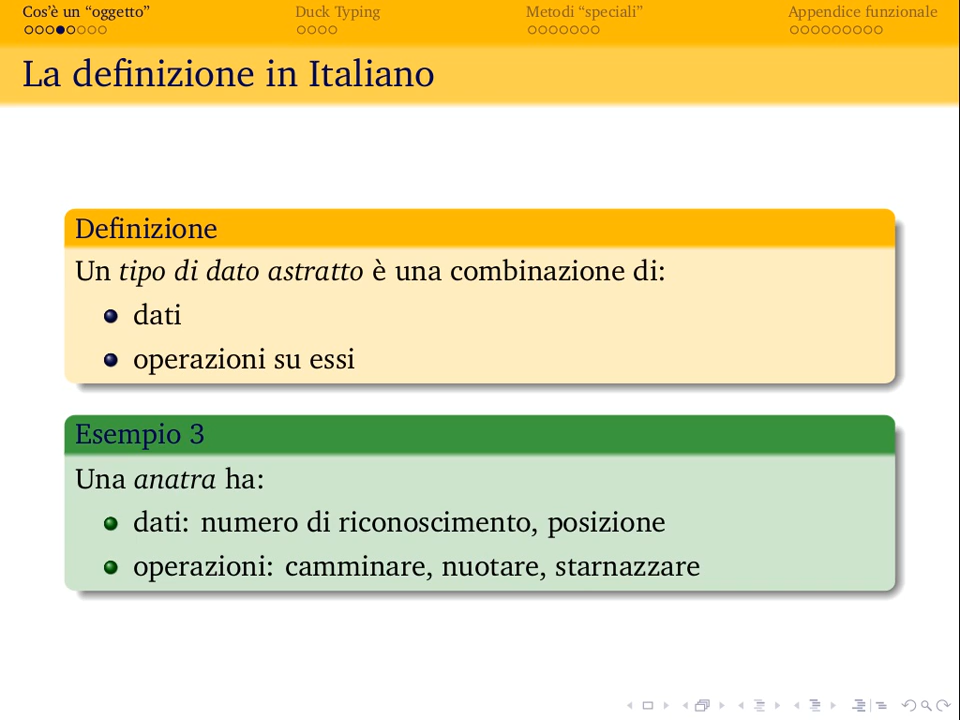 Cos'è un “oggetto”
Duck Typing
Metodi “speciali”
Appendice funzionale
La definizione in Italiano
Definizione
Un tipo di dato astratto è una combinazione di:
dati
operazioni su essi
Esempio 3
Una anatra ha:
dati: numero di riconoscimento, posizione
operazioni: camminare, nuotare, starnazzare